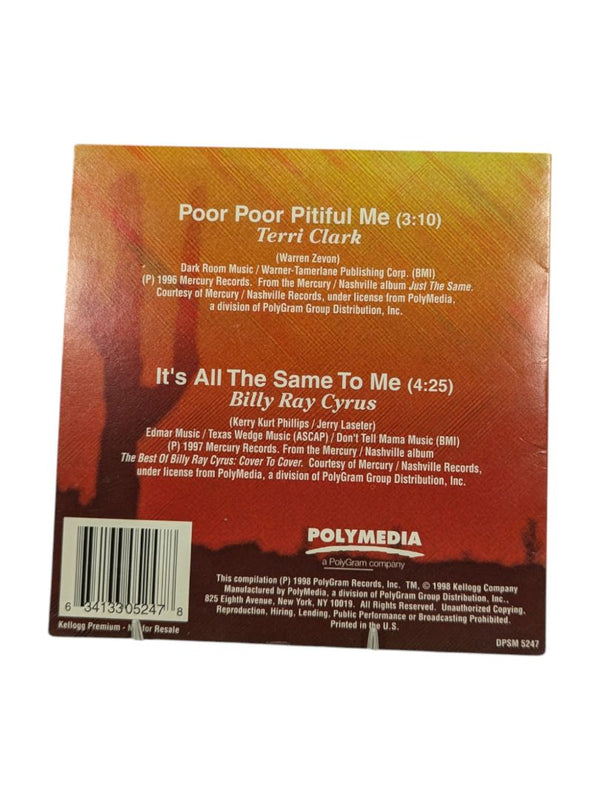 Poor Poor Pitiful Me (3:10)
Terri Clark
(Warren Zevon)
Dark Room Music / Warner-Tamerlane Publishing Corp. (BMI)
(P) 1996 Mercury Records. From the Mercury / Nashville album Just The Same.
Courtesy of Mercury / Nashville Records, under license from PolyMedia,
a division of PolyGram Group Distribution, Inc.
It's All The Same To Me (4:25)
Billy Ray Cyrus
(Kerry Kurt Phillips / Jerry Laseter)
Edmar Music / Texas Wedge Music (ASCAP) / Don't Tell Mama Music (BMI)
(P) 1997 Mercury Records. From the Mercury / Nashville album
The Best Of Billy Ray Cyrus: Cover To Cover. Courtesy of Mercury / Nashville Records,
under license from PolyMedia, a division of PolyGram Group Distribution, Inc.
POLYMEDIA
a PolyGram company
This compilation (P) 1998 PolyGram Records, Inc. TM, © 1998 Kellogg Company
Manufactured by PolyMedia, a division of PolyGram Group Distribution, Inc.,
825 Eighth Avenue, New York, NY 10019. All Rights Reserved. Unauthorized Copying,
Reproduction, Hiring, Lending, Public Performance or Broadcasting Prohibited.
Printed in the U.S.
6 34133 05247 8
Kellogg Premium - for Resale
DPSM 5247